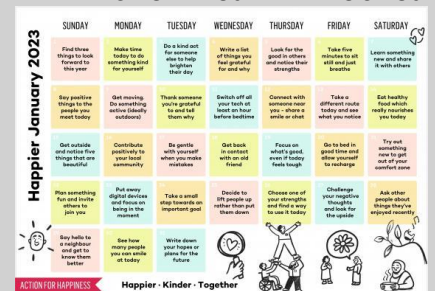 Happier January 2023
SUNDAY MONDAY TUESDAY WEDNESDAY THURSDAY FRIDAY SATURDAY
Find three
things to look
forward to
this year
Make time
today to do
something kind
for yourself
Do a kind act
for someone
else to help
brighten
their day
Write a list
of things you
feel grateful
for and why
Look for the
good in others
and notice their
strengths
Take five
minutes to sit
still and just
breathe
Learn something
new and share
it with others
Say positive
things to the
people you
meet today
Get moving.
Do something
active (ideally
outdoors)
Thank someone
you're grateful to
and tell
them why
Switch off all
your tech at
least an hour
before bedtime
Connect with
someone near
you - share a
smile or chat
Take a
different route
today and see
what you notice
Eat healthy
food which
really nourishes
you today
Get outside
and notice five
things that are
beautiful
Contribute
positively to
your local
community
Be gentle
with yourself
when you make
mistakes
Get back
in contact
with an old
friend
Focus on
what's good,
even if today
feels tough
Go to bed in
good time and
allow yourself
to recharge
Try out
something
new to get
out of your
comfort zone
Plan something
fun and invite
others to
join you
Put away
digital devices
and focus on
being in the
moment
Take a small
step towards an
important goal
Decide to
lift people up
rather than put
them down
Choose one of
your strengths
and find a way
to use it today
Challenge
your negative
thoughts
and look for
the upside
Ask other
people about
things they've
enjoyed recently
Say hello to
a neighbour
and get to
know them
better
See how
many people
you can smile
at today
Write down
your hopes or
plans for the
future
ACTION FOR HAPPINESS
Happier · Kinder · Together